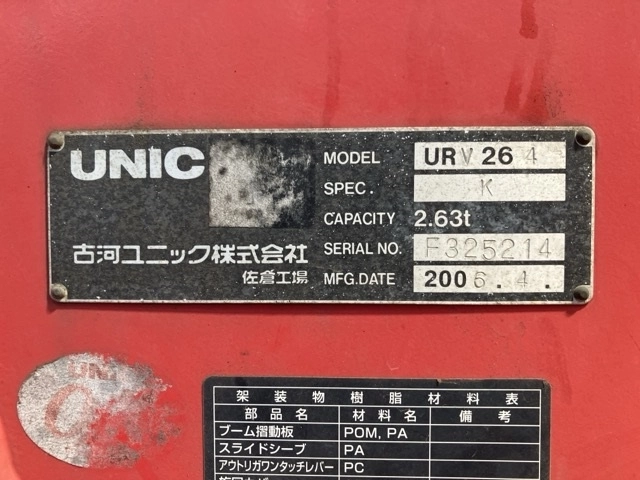 UNIC
MODEL URV264
SPEC. K
CAPACITY 2.63t
古河ユニック株式会社
SERIAL NO. F325214
佐倉工場
MFG.DATE 2006.4.
UNI
架装物樹脂材料表
部品名 材料名 備考
ブーム摺動板 POM, PA
スライドシーブ PA
アウトリガワンタッチレバー PC